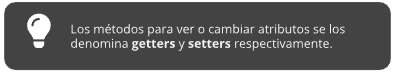 Los métodos para ver o cambiar atributos se los
denomina getters y setters respectivamente.